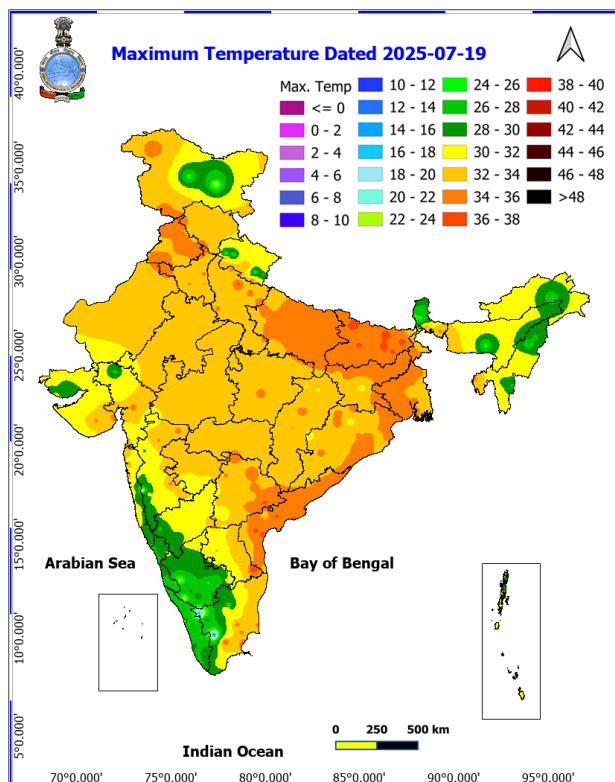 Maximum Temperature Dated 2025-07-19
Max. Temp
<= 0
0 - 2
2 - 4
4 - 6
6 - 8
8 - 10
10 - 12
12 - 14
14 - 16
16 - 18
18 - 20
20 - 22
22 - 24
24 - 26
26 - 28
28 - 30
30 - 32
32 - 34
34 - 36
36 - 38
38 - 40
40 - 42
42 - 44
44 - 46
46 - 48
>48
40°0.000'
35°0.000'
30°0.000'
25°0.000'
20°0.000'
15°0.000'
10°0.000'
5°0.000'
Arabian Sea
Bay of Bengal
Indian Ocean
0 250 500 km
70°0.000' 75°0.000' 80°0.000' 85°0.000' 90°0.000' 95°0.000'